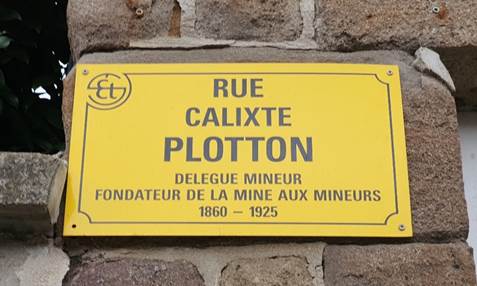 RUE
CALIXTE
PLOTTON
DELEGUE MINEUR
FONDATEUR DE LA MINE AUX MINEURS
1860 – 1925